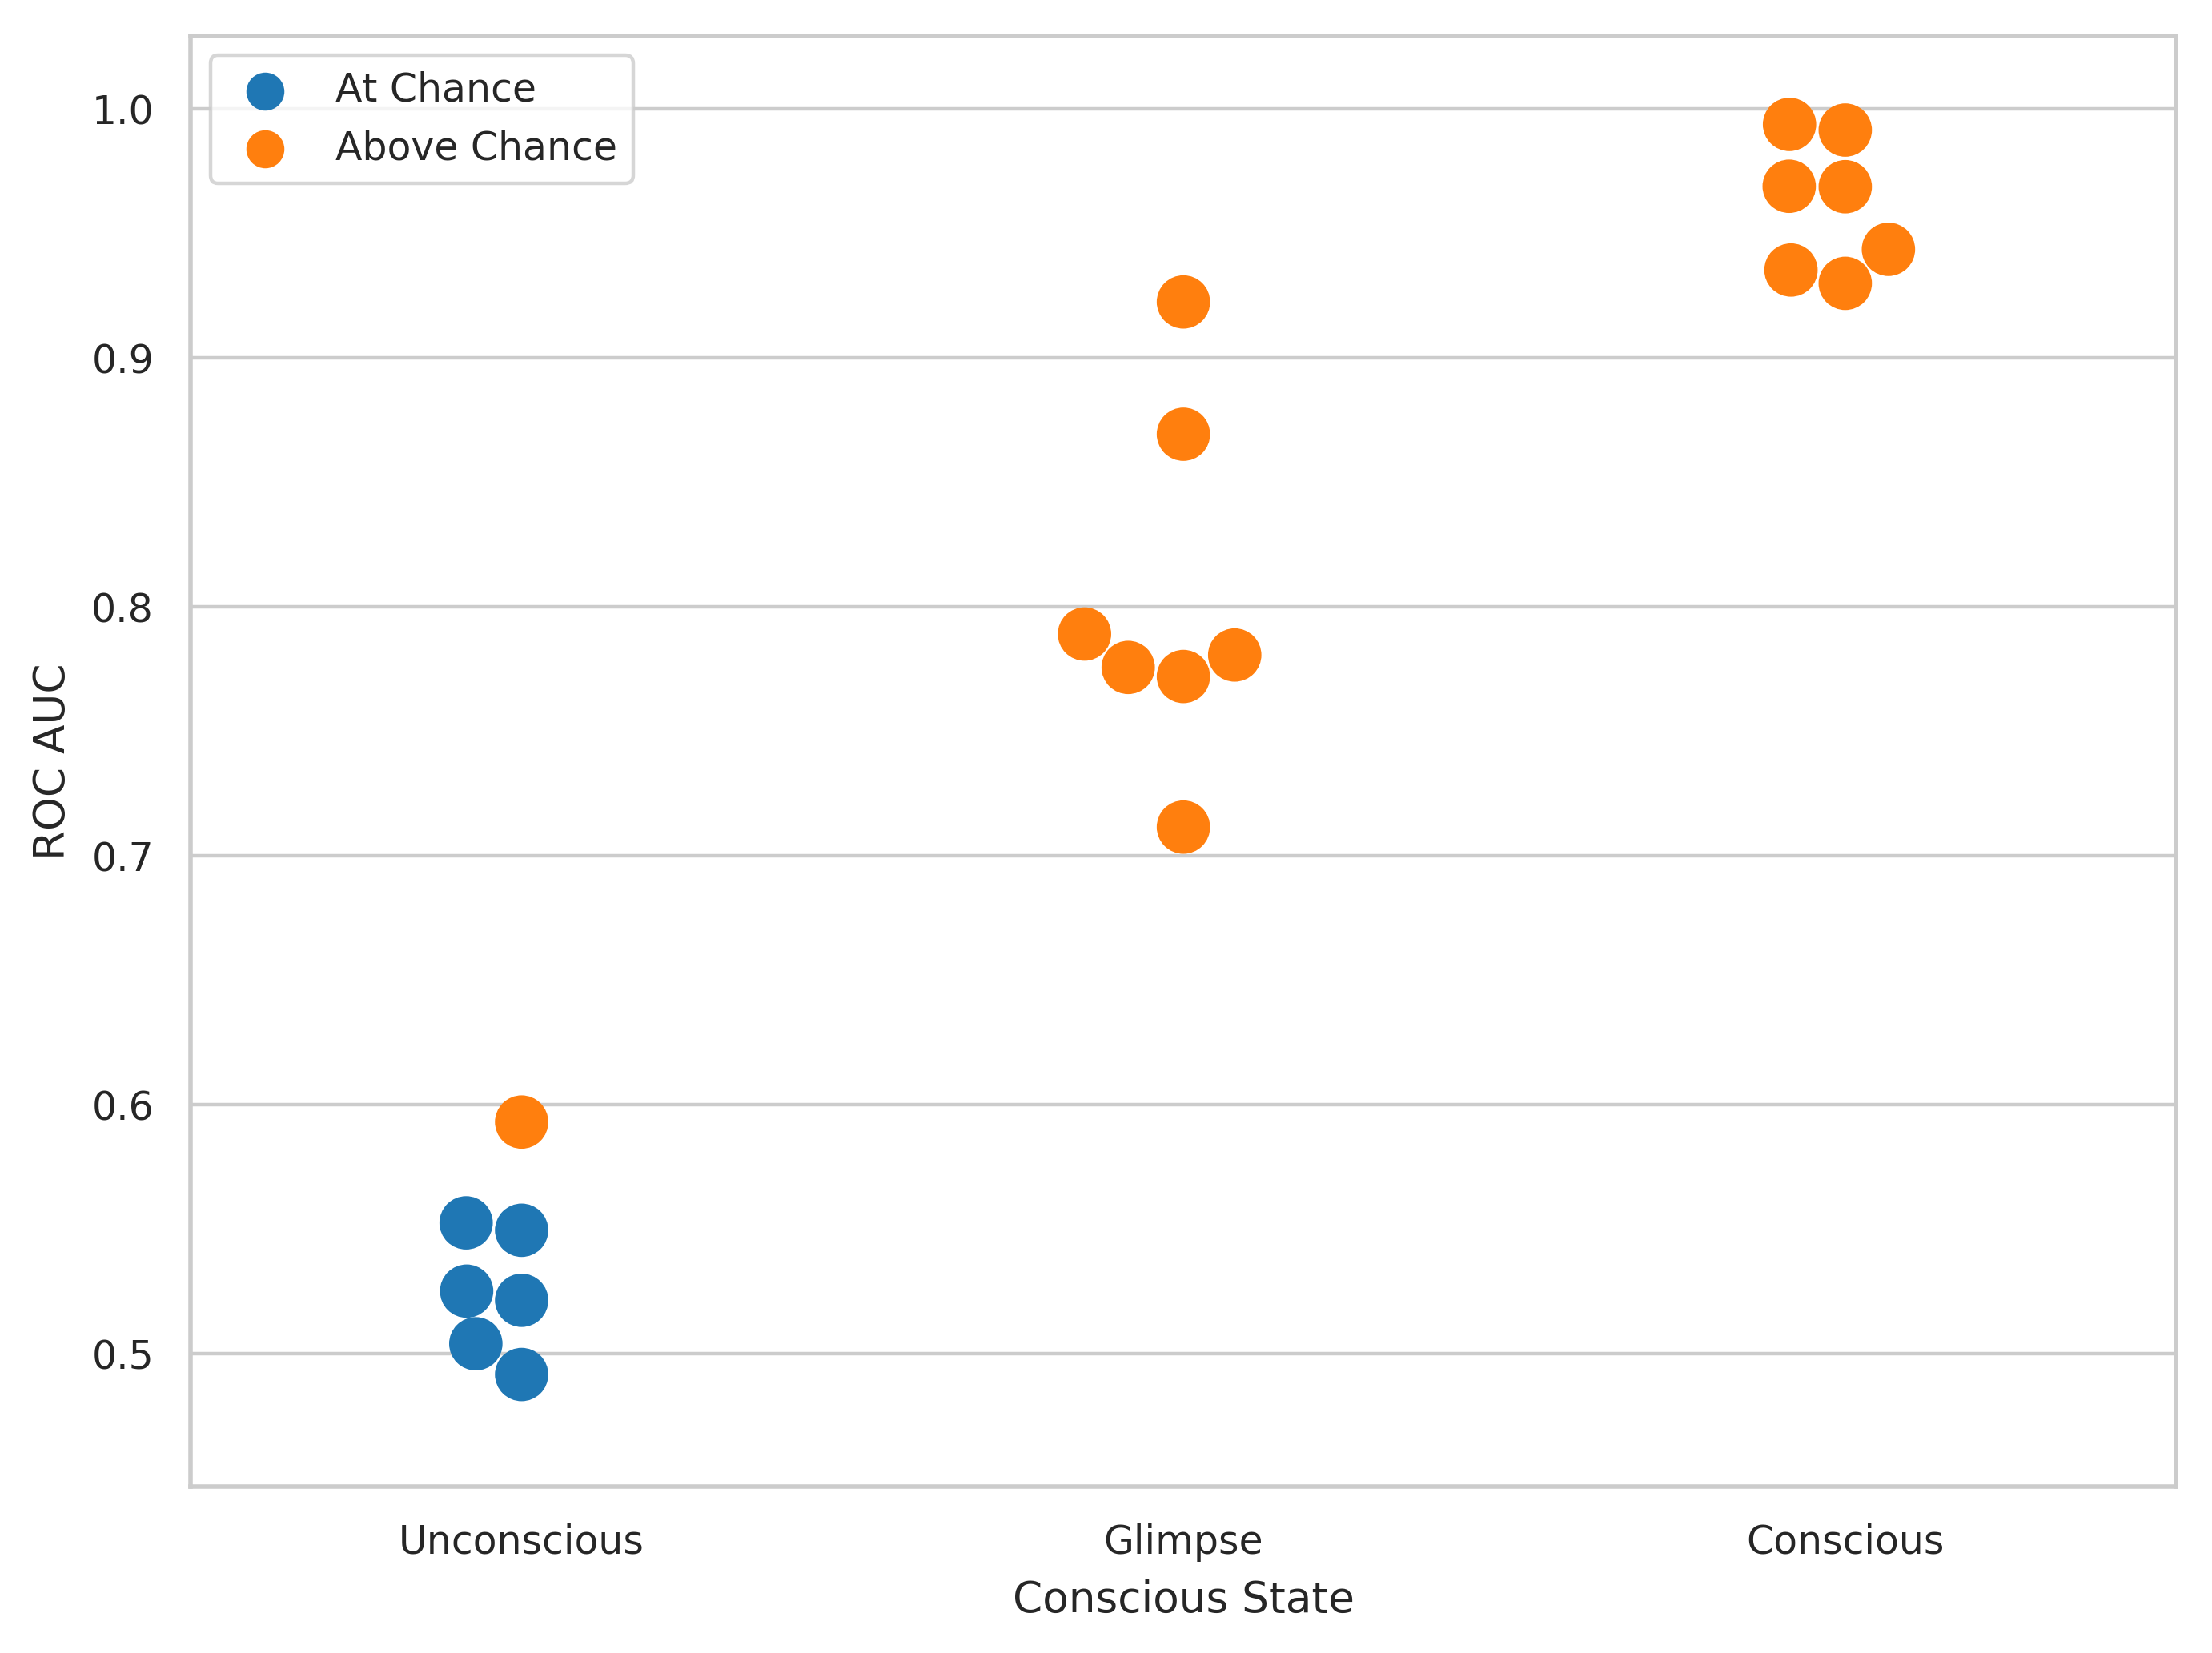 At Chance
Above Chance
1.0
0.9
0.8
0.7
0.6
0.5
ROC AUC
Unconscious
Glimpse
Conscious
Conscious State